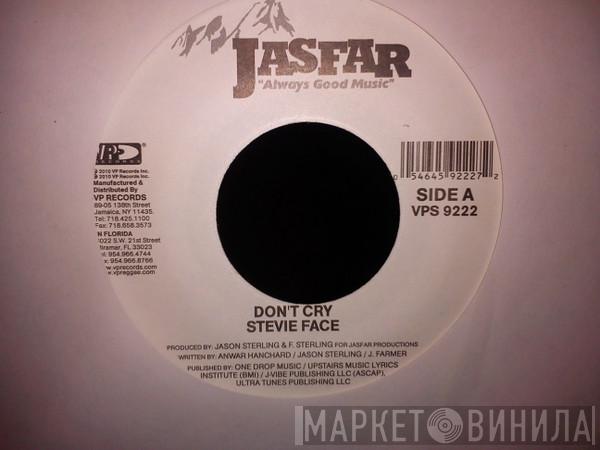 JASFAR
"Always Good Music"
VP
RECORDS
℗ 2010 VP Records Inc.
© 2010 VP Records Inc.
Manufactured &
Distributed By
VP RECORDS
89-05 138th Street
Jamaica, NY 11435.
Tel: 718.425.1100
Fax: 718.658.3573
IN FLORIDA
6022 S.W. 21st Street
Miramar, FL 33023
954.966.4744
954.966.8766
www.vprecords.com
www.vpreggae.com
0 54645 92227 2
SIDE A
VPS 9222
DON'T CRY
STEVIE FACE
PRODUCED BY: JASON STERLING & F. STERLING FOR JASFAR PRODUCTIONS
WRITTEN BY: ANWAR HANCHARD / JASON STERLING / J. FARMER
PUBLISHED BY: ONE DROP MUSIC / UPSTAIRS MUSIC LYRICS
INSTITUTE (BMI) / J-VIBE PUBLISHING LLC (ASCAP),
ULTRA TUNES PUBLISHING LLC
МАРКЕТ ВИНИЛА